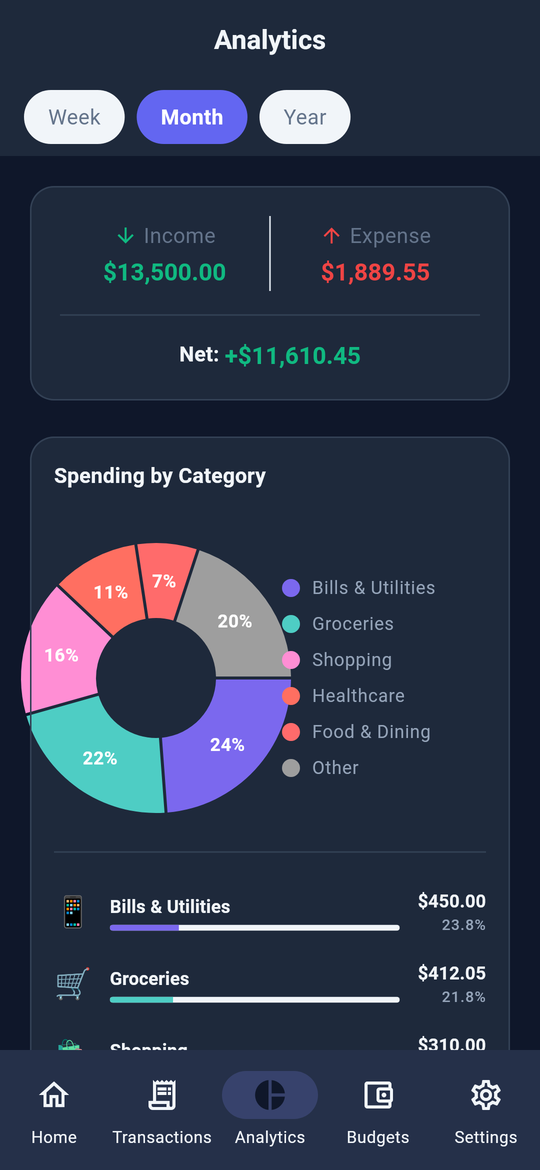 Analytics
Week Month Year
Income Expense
$13,500.00 $1,889.55
Net: +$11,610.45
Spending by Category
7%
11%
20%
16%
24%
22%
Bills & Utilities
Groceries
Shopping
Healthcare
Food & Dining
Other
Bills & Utilities $450.00
23.8%
Groceries $412.05
21.8%
Shopping $310.00
Home Transactions Analytics Budgets Settings